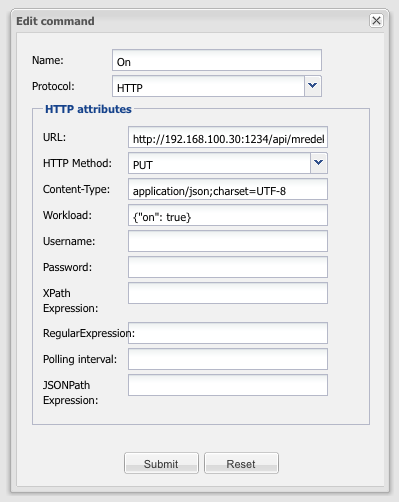 Edit command
Name: On
Protocol: HTTP
HTTP attributes
URL: http://192.168.100.30:1234/api/mredel
HTTP Method: PUT
Content-Type: application/json;charset=UTF-8
Workload: {"on": true}
Username:
Password:
XPath
Expression:
RegularExpression:
Polling interval:
JSONPath
Expression:
Submit Reset